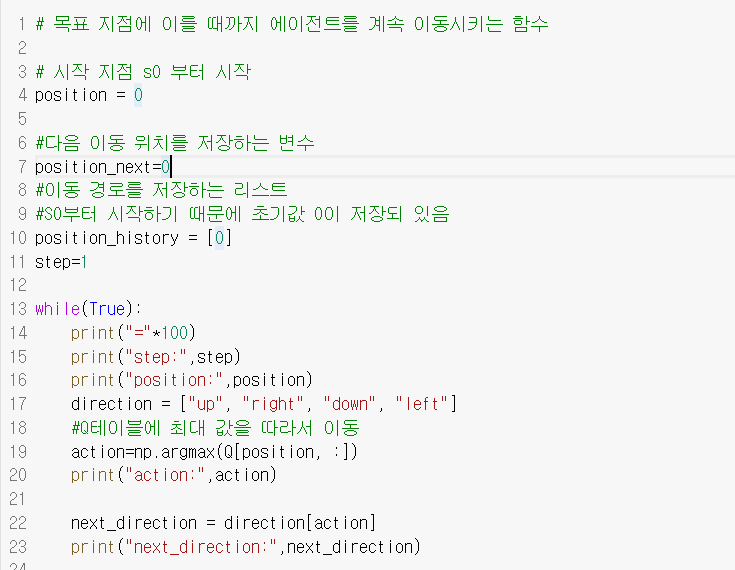 1 # 목표 지점에 이를 때까지 에이전트를 계속 이동시키는 함수
2
3 # 시작 지점 s0 부터 시작
4 position = 0
5
6 #다음 이동 위치를 저장하는 변수
7 position_next=0
8 #이동 경로를 저장하는 리스트
9 #S0부터 시작하기 때문에 초기값 0이 저장되 있음
10 position_history = [0]
11 step=1
12
13 while(True):
14     print("="*100)
15     print("step:",step)
16     print("position:",position)
17     direction = ["up", "right", "down", "left"]
18     #Q테이블에 최대 값을 따라서 이동
19     action=np.argmax(Q[position, :])
20     print("action:",action)
21
22     next_direction = direction[action]
23     print("next_direction:",next_direction)
24